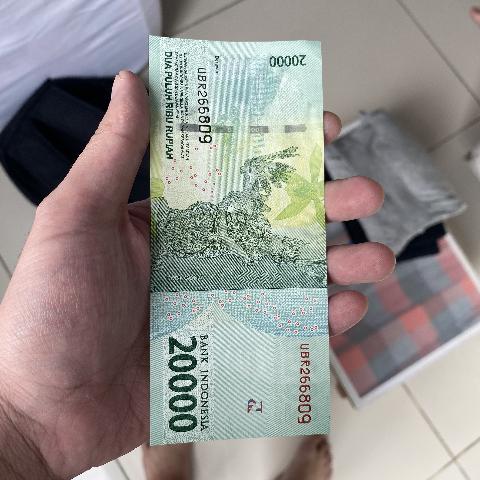 20000
UBR266809
DUA PULUH RIBU RUPIAH
UBR266809
BANK INDONESIA
20000